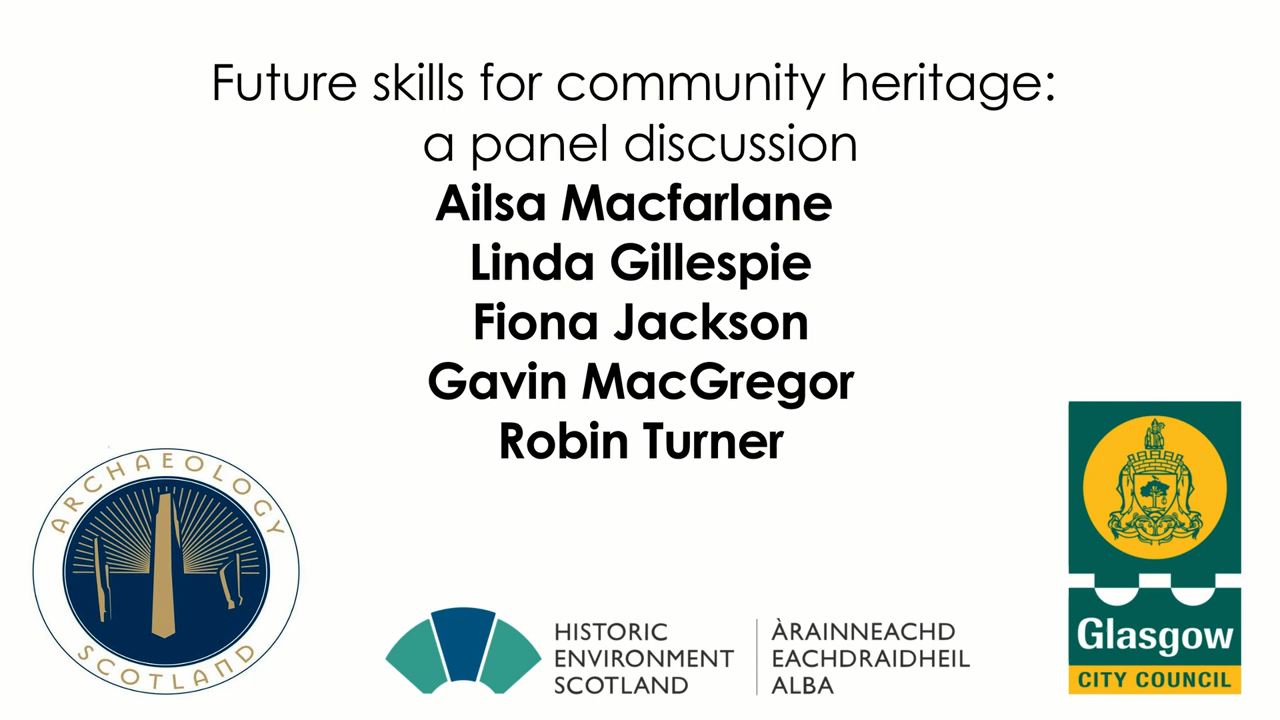 Future skills for community heritage:
a panel discussion
Ailsa Macfarlane
Linda Gillespie
Fiona Jackson
Gavin MacGregor
Robin Turner
ARCHAEOLOGY
SCOTLAND
HISTORIC
ENVIRONMENT
SCOTLAND
ÀRAINNEACHD
EACHDRAIDHEIL
ALBA
Glasgow
CITY COUNCIL